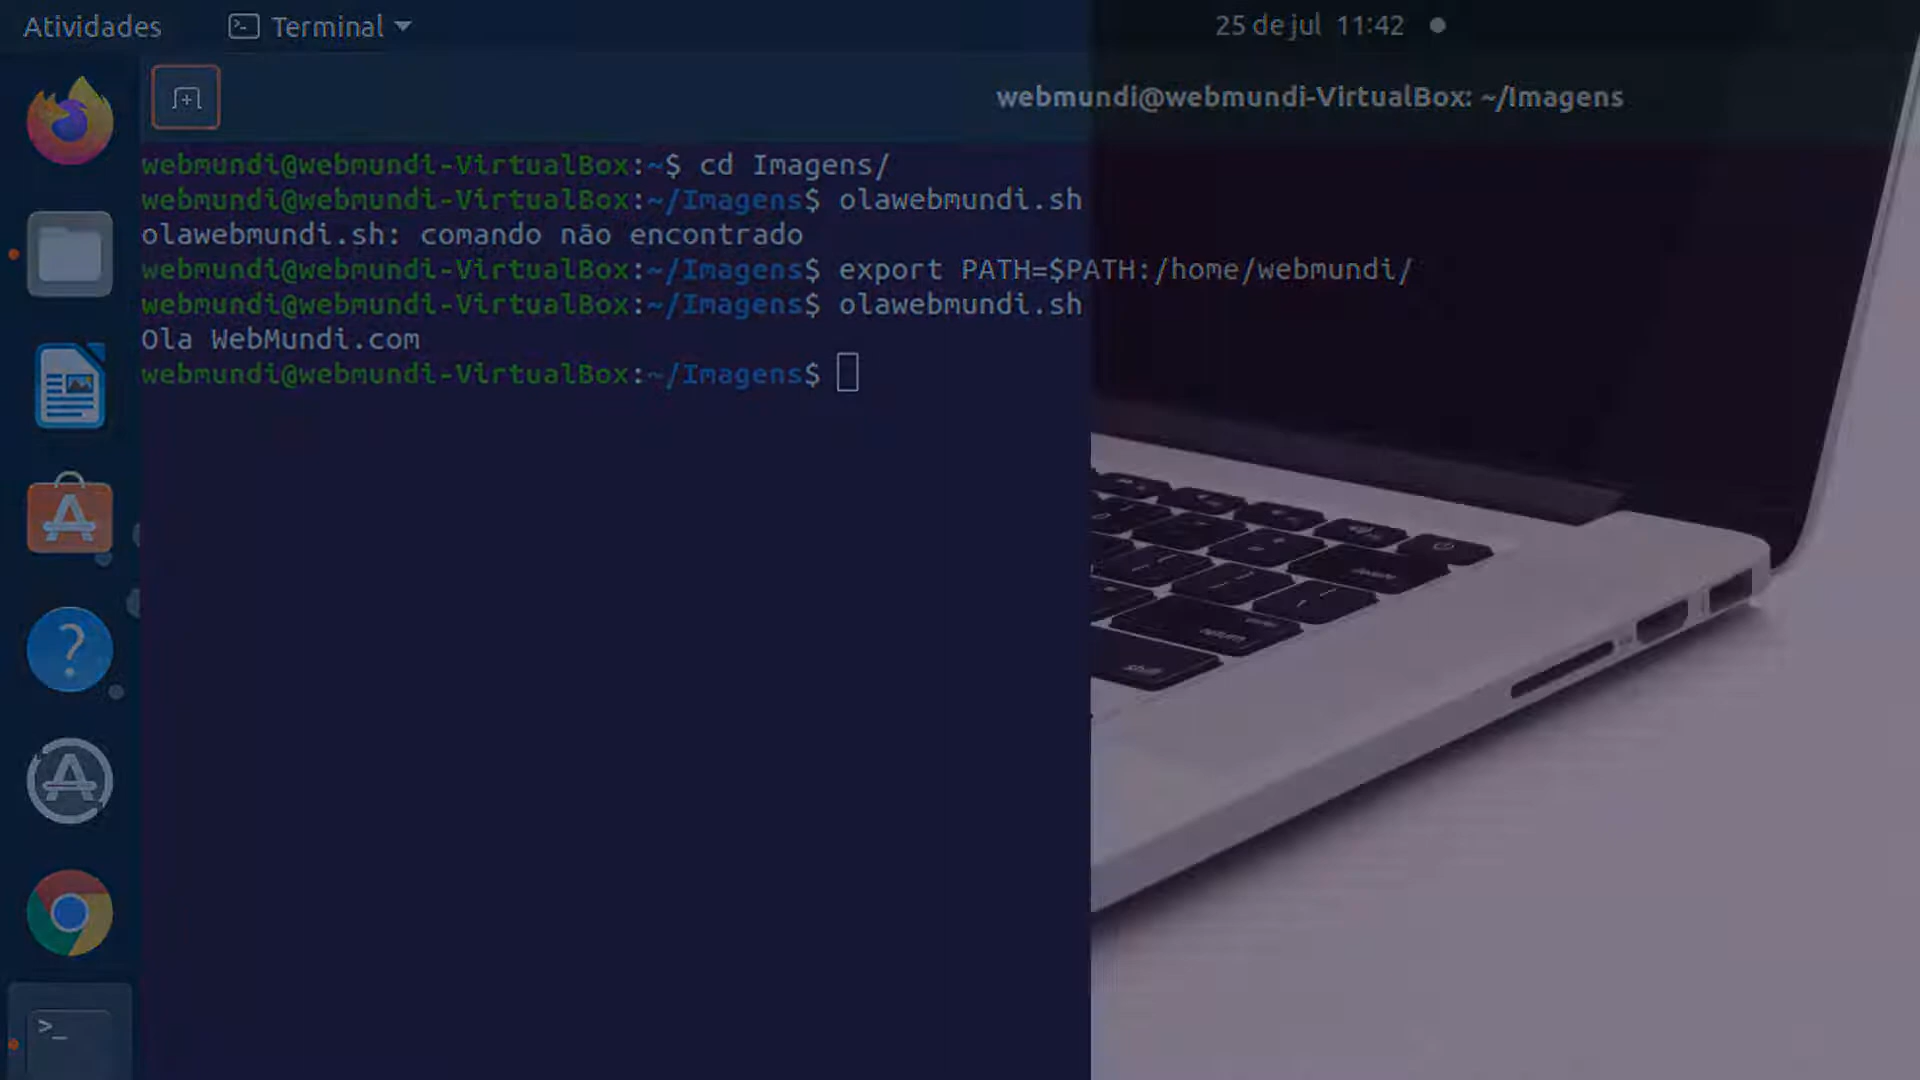 Atividades
Terminal
25 de jul 11:42
webmundi@webmundi-VirtualBox: ~/Imagens
webmundi@webmundi-VirtualBox:~$ cd Imagens/
webmundi@webmundi-VirtualBox:~/Imagens$ olawebmundi.sh
olawebmundi.sh: comando não encontrado
webmundi@webmundi-VirtualBox:~/Imagens$ export PATH=$PATH:/home/webmundi/
webmundi@webmundi-VirtualBox:~/Imagens$ olawebmundi.sh
Ola WebMundi.com
webmundi@webmundi-VirtualBox:~/Imagens$
return
shift